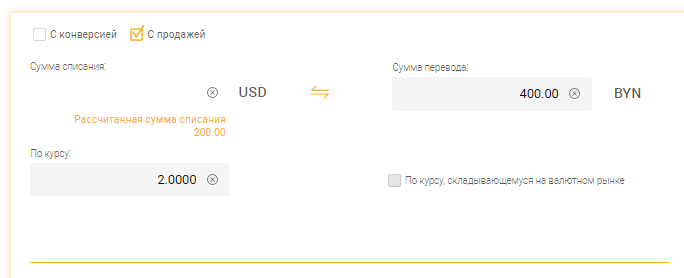 С конверсией С продажей
Сумма списания:
Сумма перевода:
USD
400.00 BYN
Рассчитанная сумма списания
200.00
По курсу:
2.0000
По курсу, складывающемуся на валютном рынке